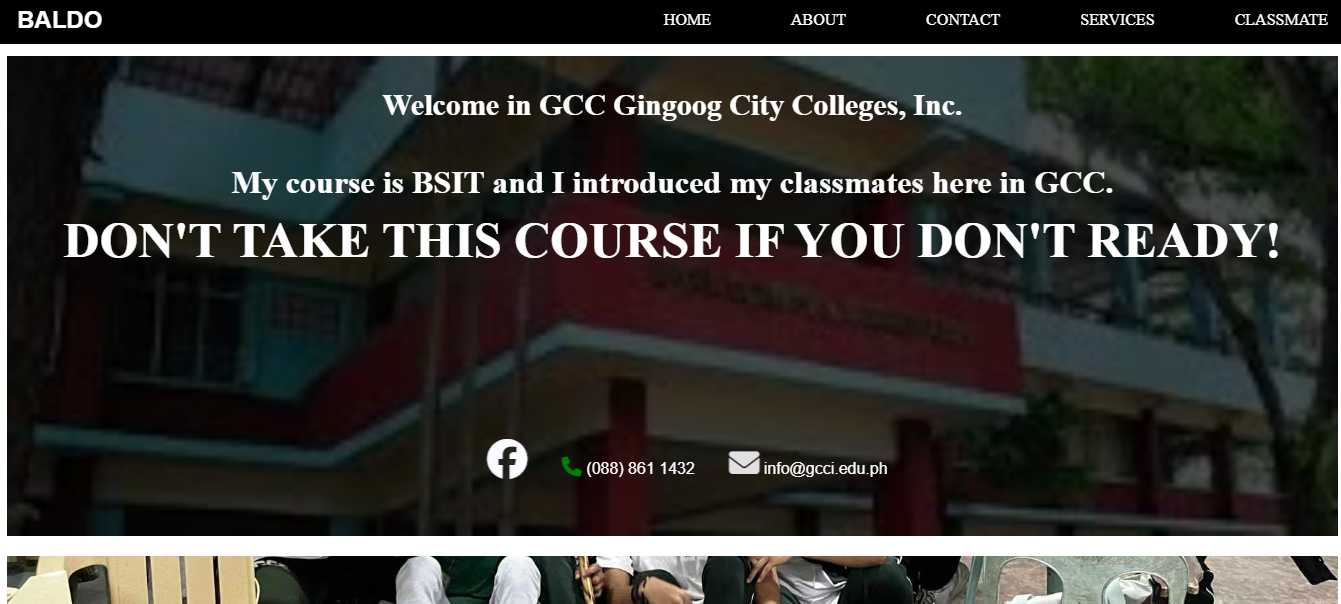 BALDO
HOME ABOUT CONTACT SERVICES CLASSMATE
Welcome in GCC Gingoog City Colleges, Inc.
My course is BSIT and I introduced my classmates here in GCC.
DON'T TAKE THIS COURSE IF YOU DON'T READY!
(088) 861 1432 info@gcci.edu.ph